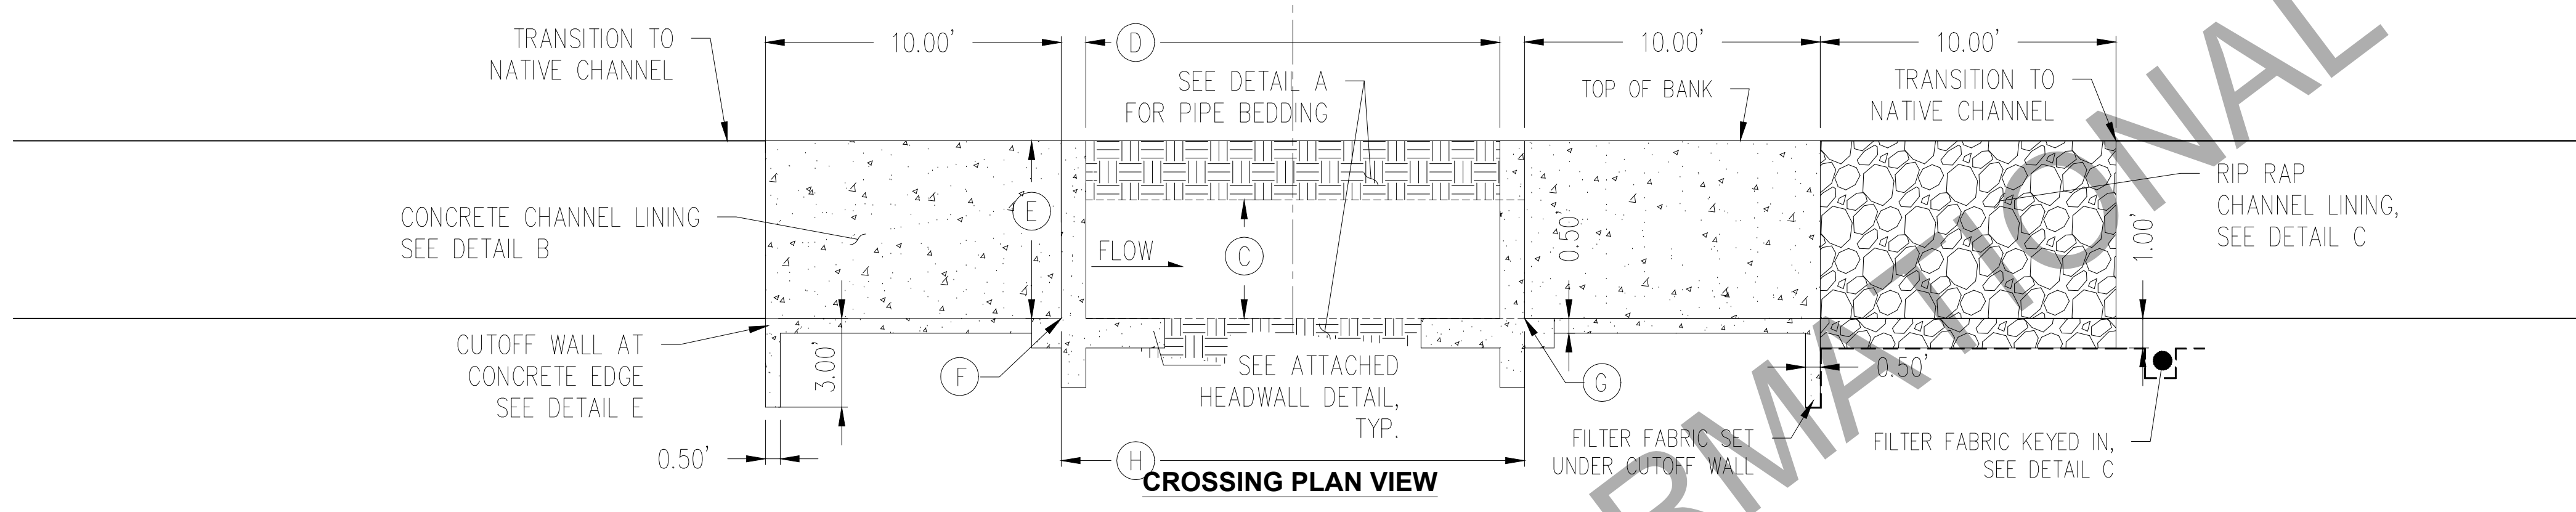 TRANSITION TO
NATIVE CHANNEL
10.00'
D
10.00'
10.00'
SEE DETAIL A
FOR PIPE BEDDING
TOP OF BANK
TRANSITION TO
NATIVE CHANNEL
CONCRETE CHANNEL LINING
SEE DETAIL B
E
C
FLOW
0.50'
RIP RAP
CHANNEL LINING,
SEE DETAIL C
1.00'
CUTOFF WALL AT
CONCRETE EDGE
SEE DETAIL E
3.00'
0.50'
F
SEE ATTACHED
HEADWALL DETAIL,
TYP.
G
0.50'
FILTER FABRIC SET
UNDER CUTOFF WALL
FILTER FABRIC KEYED IN,
SEE DETAIL C
H
CROSSING PLAN VIEW
RMATIONAL